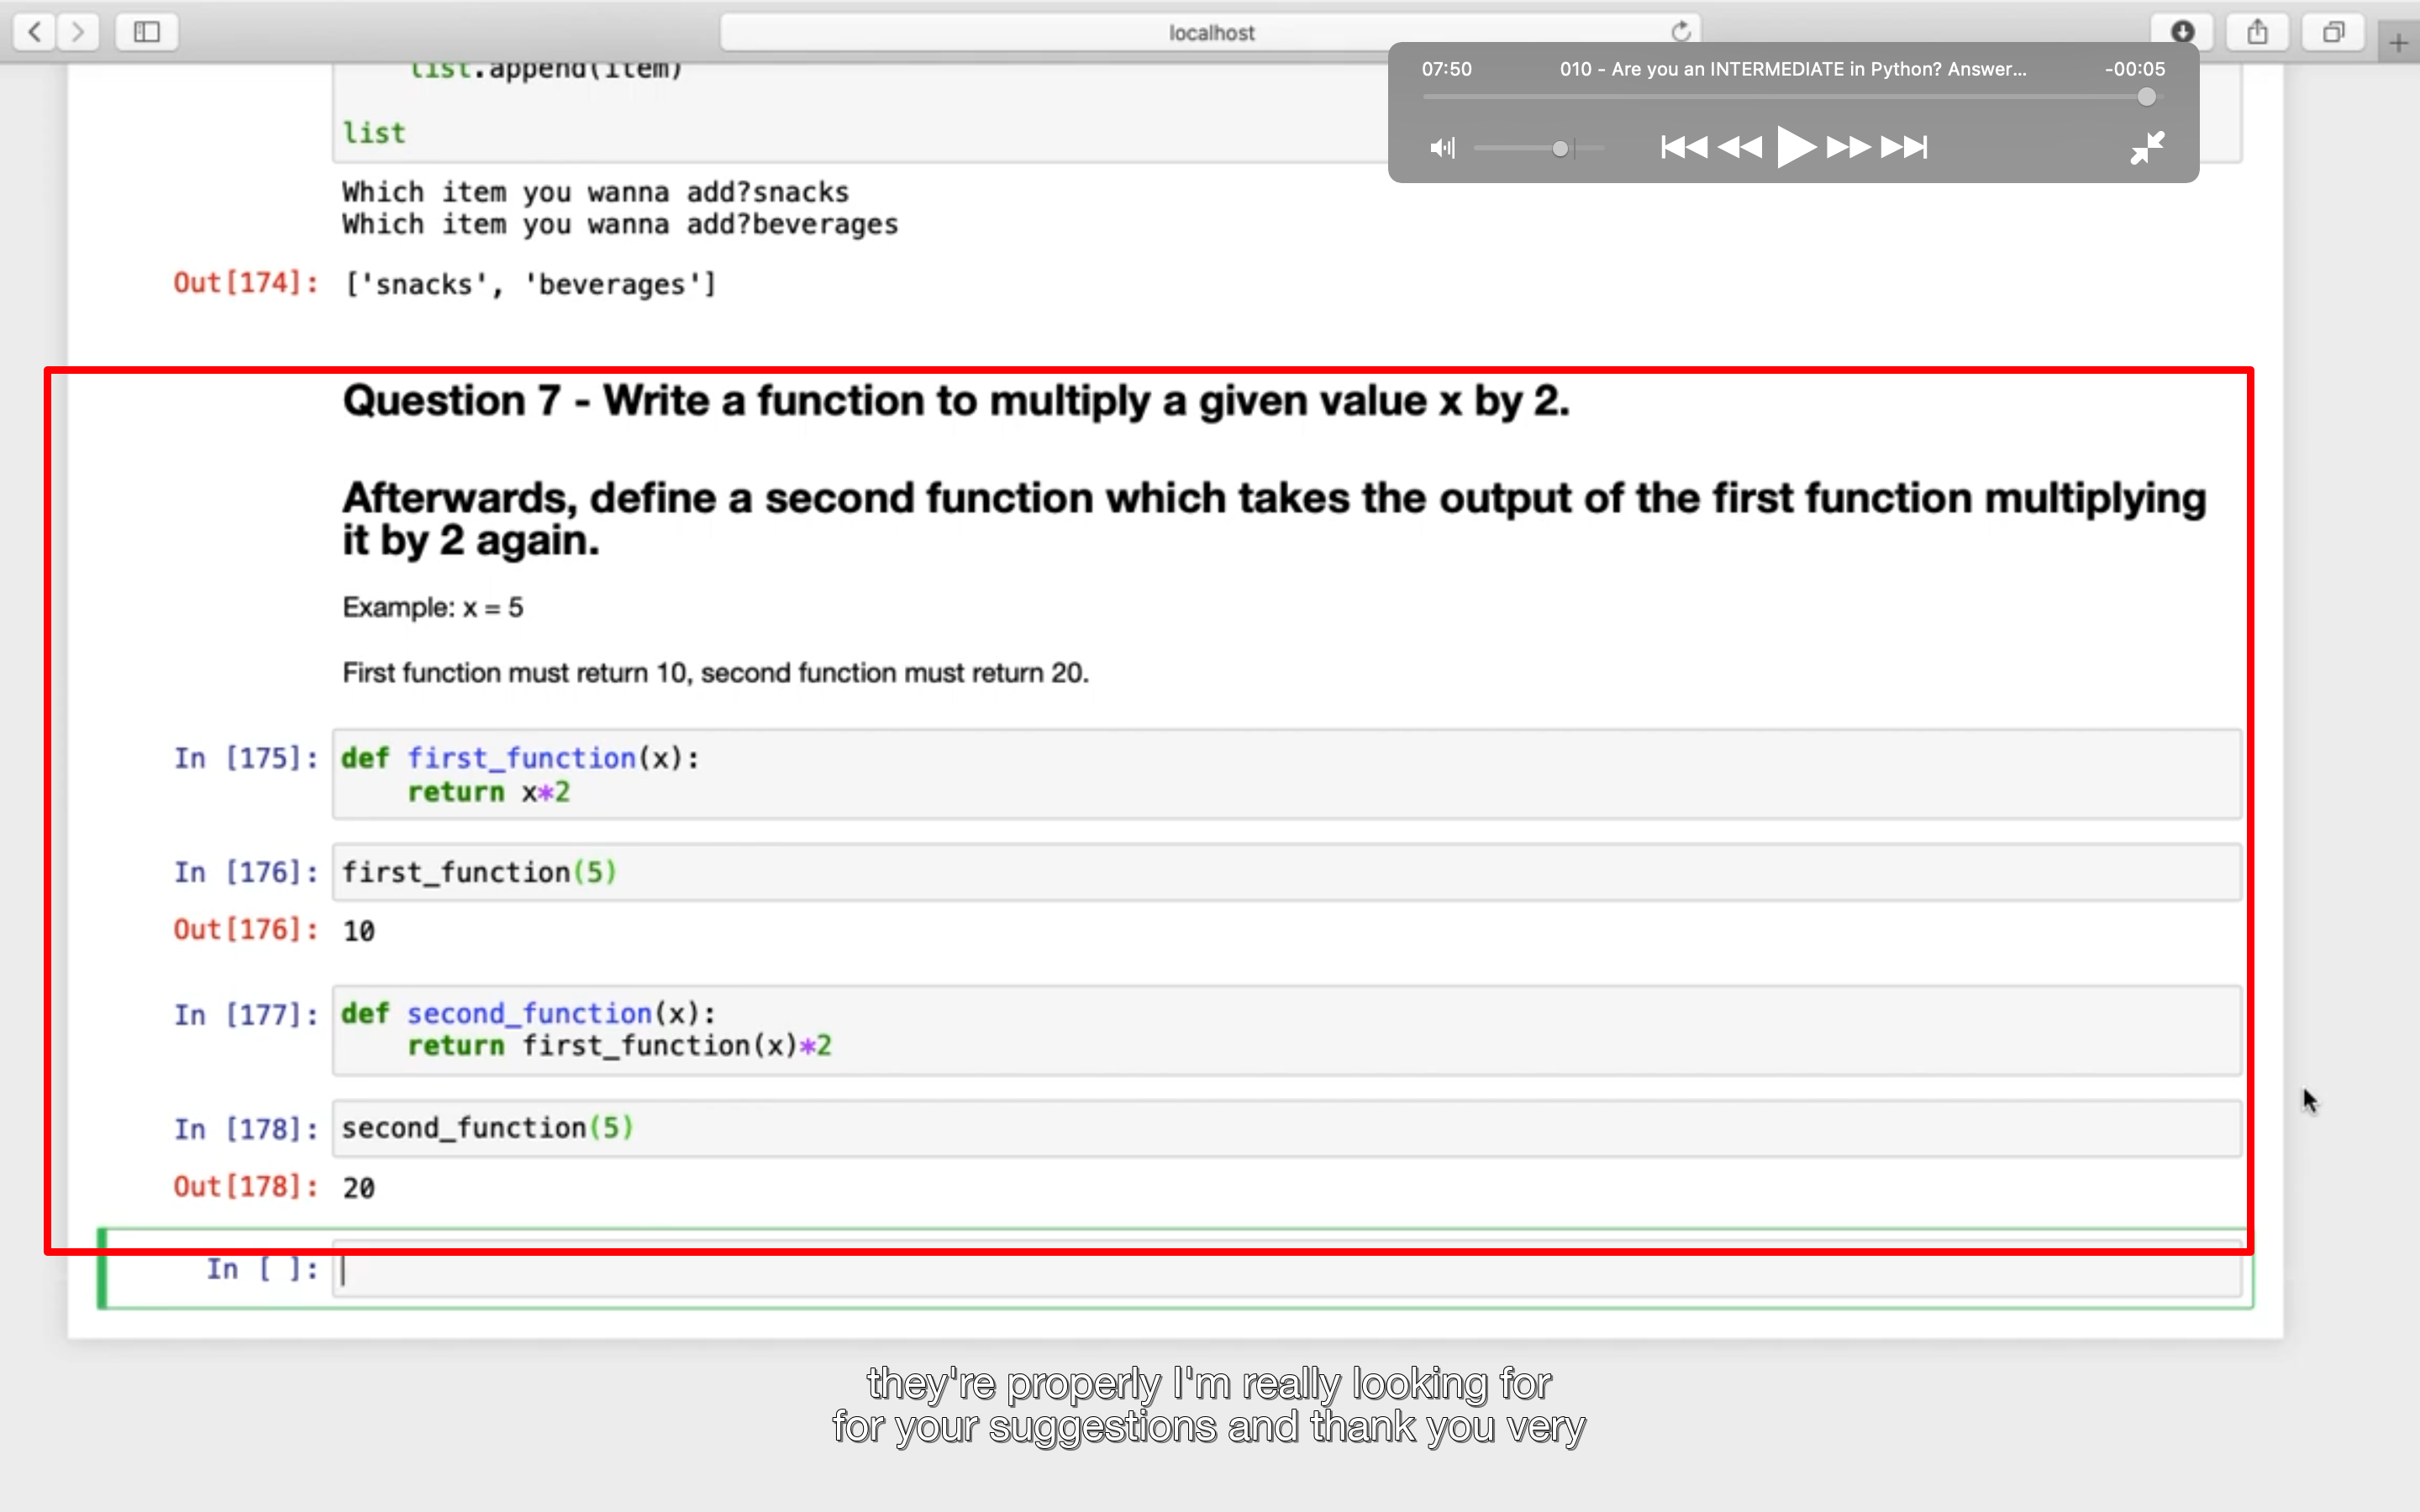 localhost
07:50 010 - Are you an INTERMEDIATE in Python? Answer... -00:05
list.append(item)
list
Which item you wanna add?snacks
Which item you wanna add?beverages
Out[174]: ['snacks', 'beverages']
Question 7 - Write a function to multiply a given value x by 2.
Afterwards, define a second function which takes the output of the first function multiplying
it by 2 again.
Example: x = 5
First function must return 10, second function must return 20.
In [175]: def first_function(x):
    return x*2
In [176]: first_function(5)
Out[176]: 10
In [177]: def second_function(x):
    return first_function(x)*2
In [178]: second_function(5)
Out[178]: 20
In [ ]:
they're properly I'm really looking for
for your suggestions and thank you very